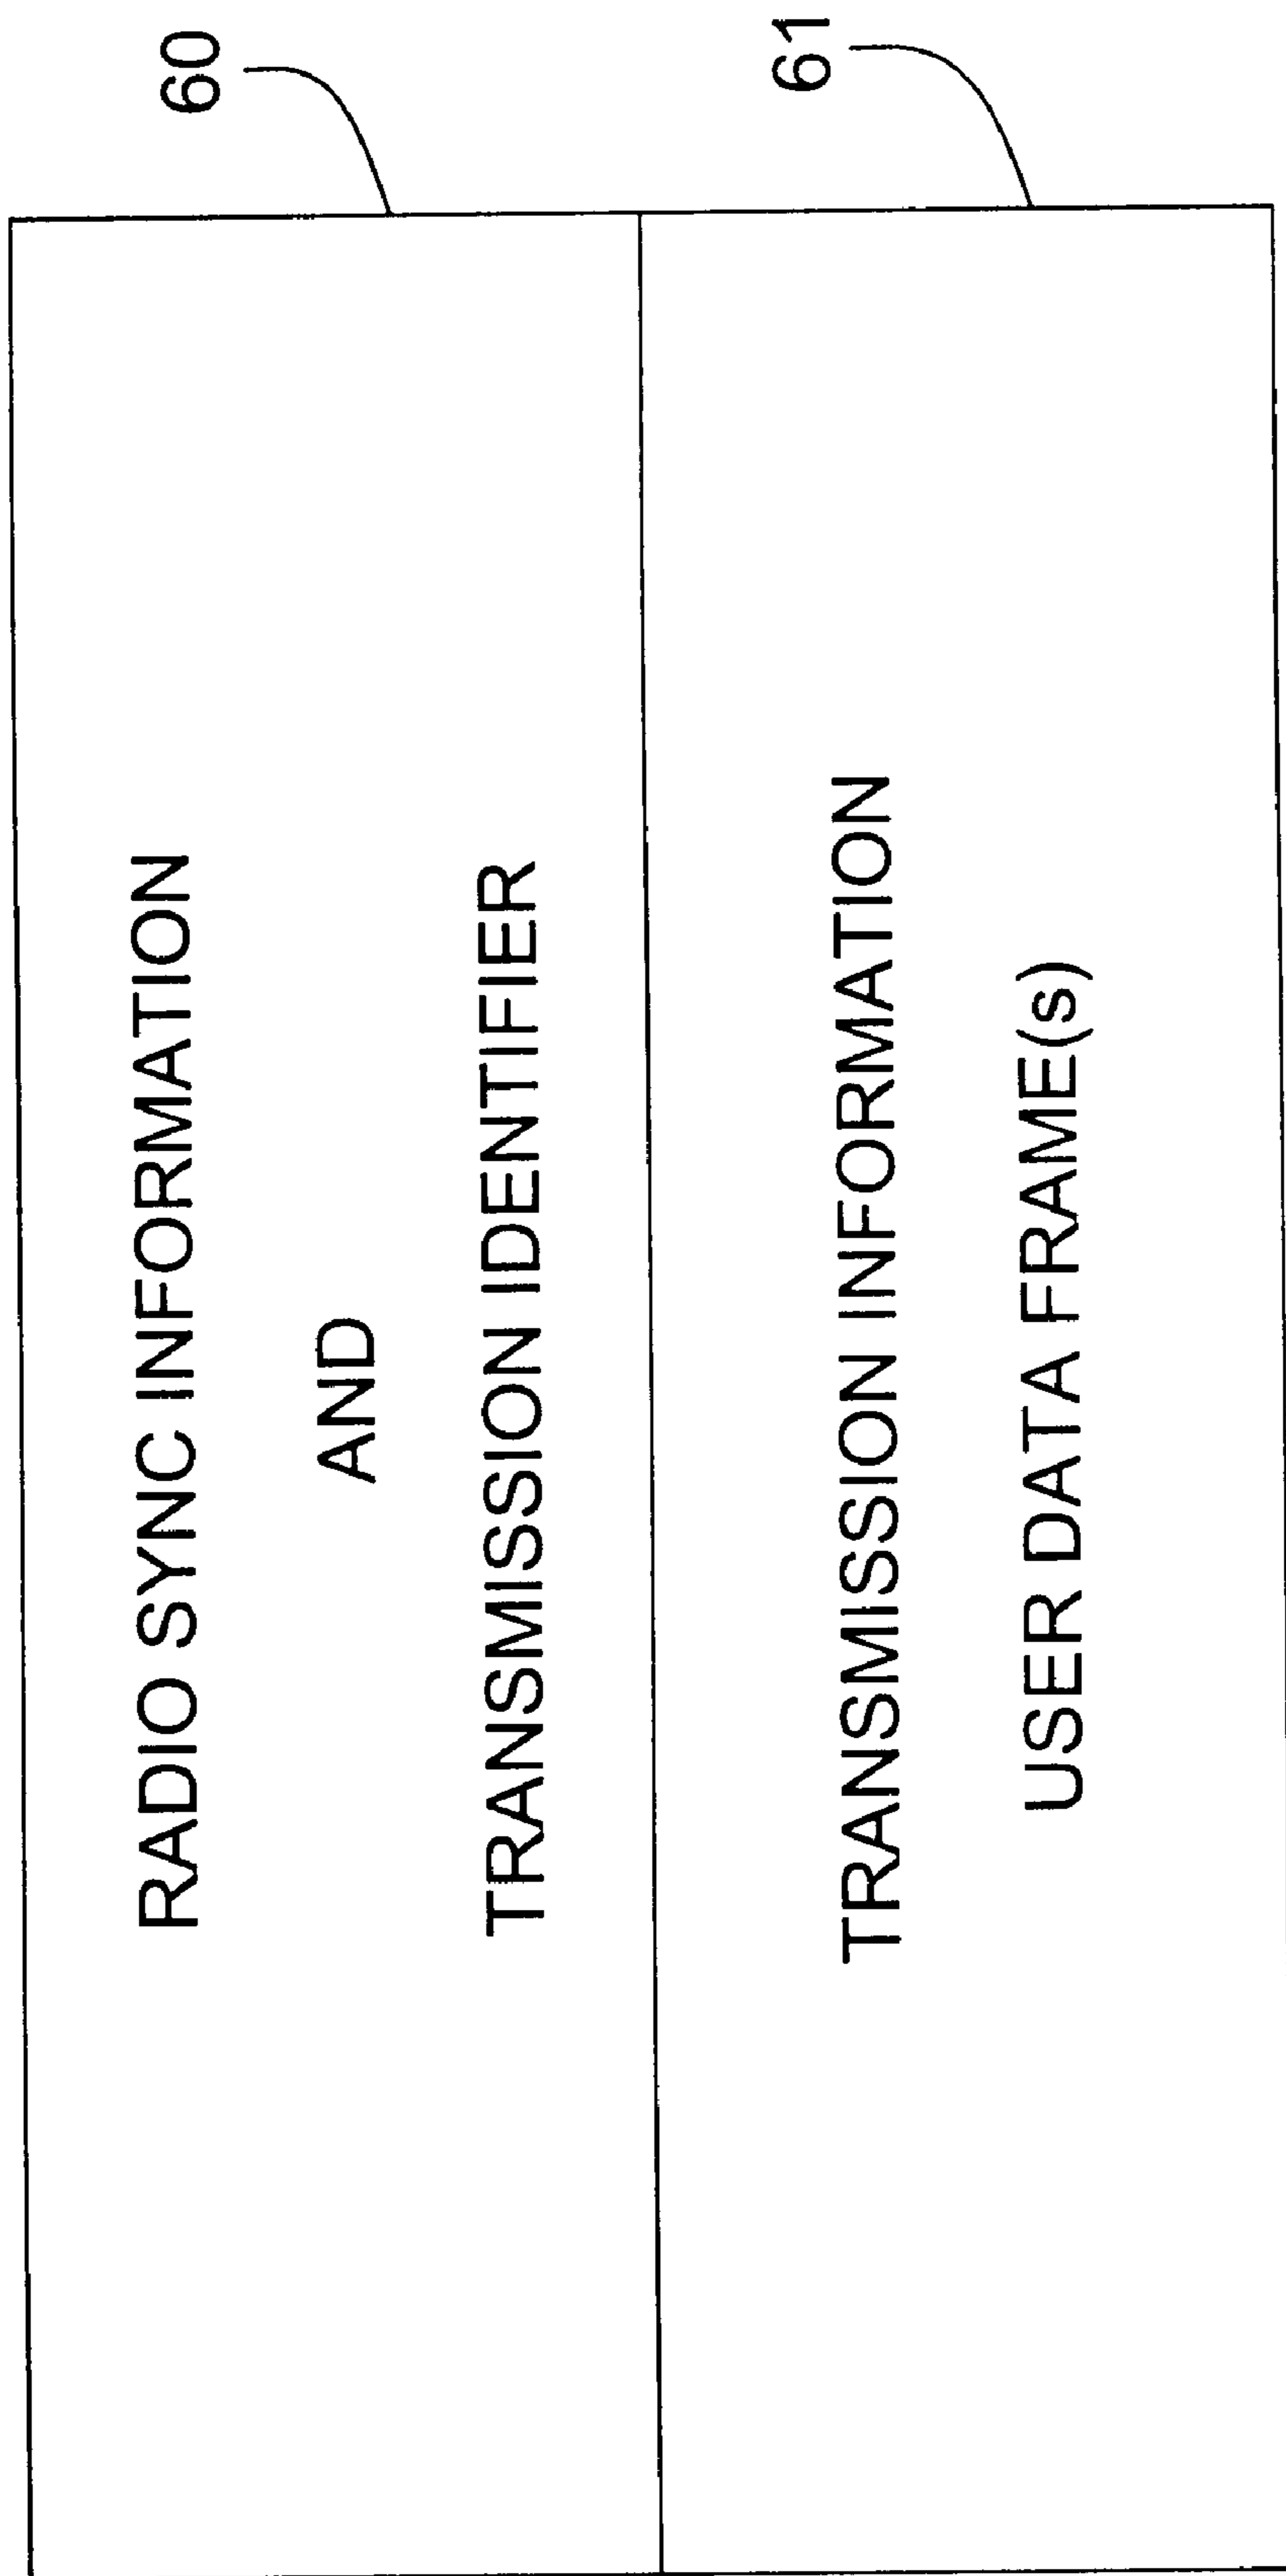 60
RADIO SYNC INFORMATION
AND
TRANSMISSION IDENTIFIER
61
TRANSMISSION INFORMATION
USER DATA FRAME(s)